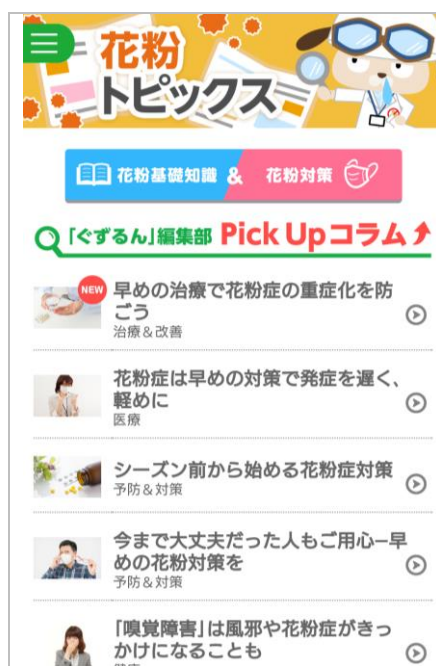 花粉
トピックス
花粉基礎知識 & 花粉対策
「ぐずるん」編集部 Pick Upコラム
NEW
早めの治療で花粉症の重症化を防
ごう
治療&改善
花粉症は早めの対策で発症を遅く、
軽めに
医療
シーズン前から始める花粉症対策
予防&対策
今まで大丈夫だった人もご用心−早
めの花粉対策を
予防&対策
「嗅覚障害」は風邪や花粉症がきっ
かけになることも